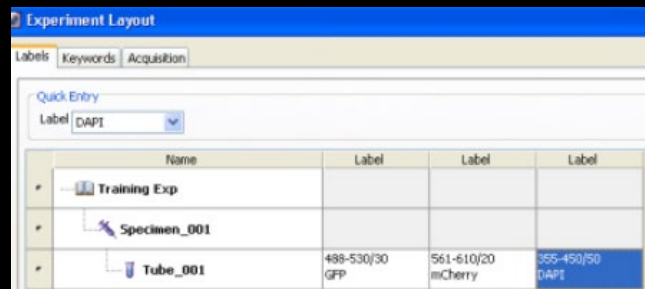 Experiment Layout
Labels Keywords Acquisition
Quick Entry
Label DAPI
Name Label Label Label
Training Exp
Specimen_001
Tube_001 488-530/30 561-610/20 355-450/50
GFP mCherry DAPI